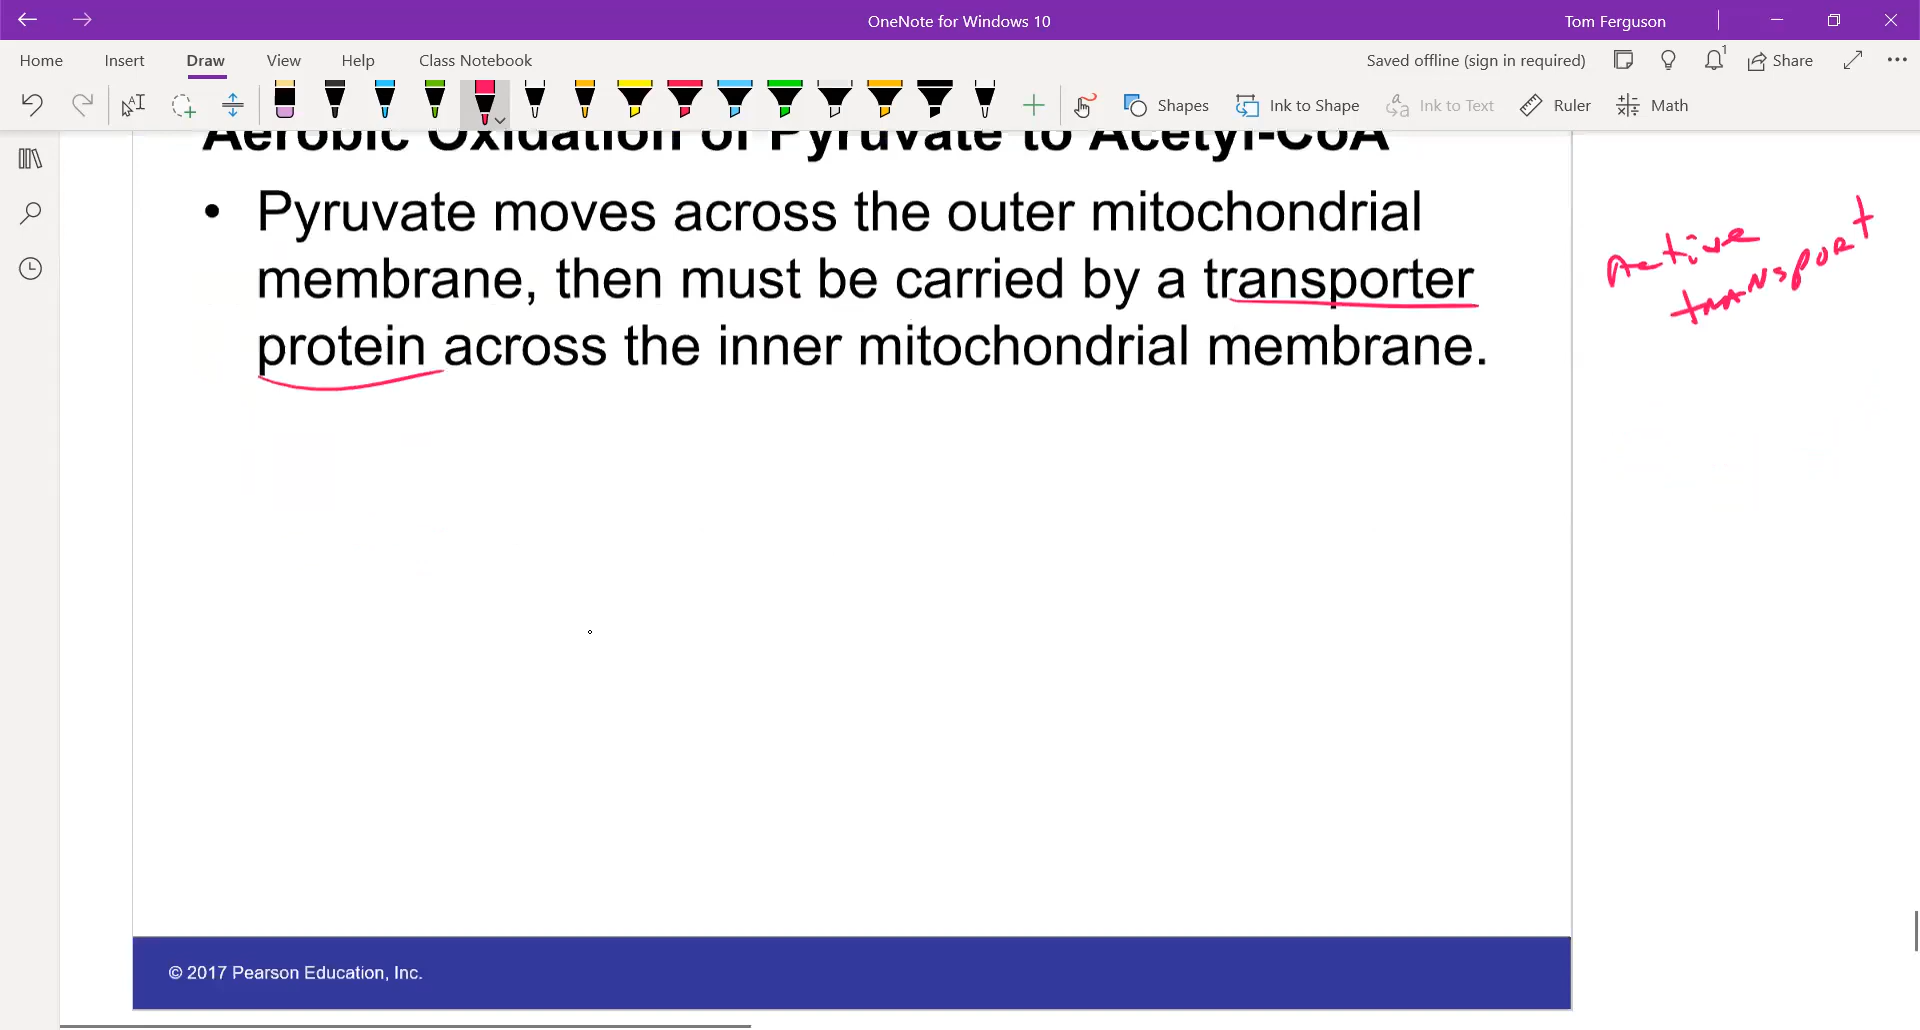 OneNote for Windows 10
Tom Ferguson
Home Insert Draw View Help Class Notebook
Saved offline (sign in required)
1
Share
Shapes
Ink to Shape
Ink to Text
Ruler
Math
Aerobic Oxidation of Pyruvate to Acetyl-CoA
• Pyruvate moves across the outer mitochondrial
membrane, then must be carried by a transporter
protein across the inner mitochondrial membrane.
Active
transport
© 2017 Pearson Education, Inc.